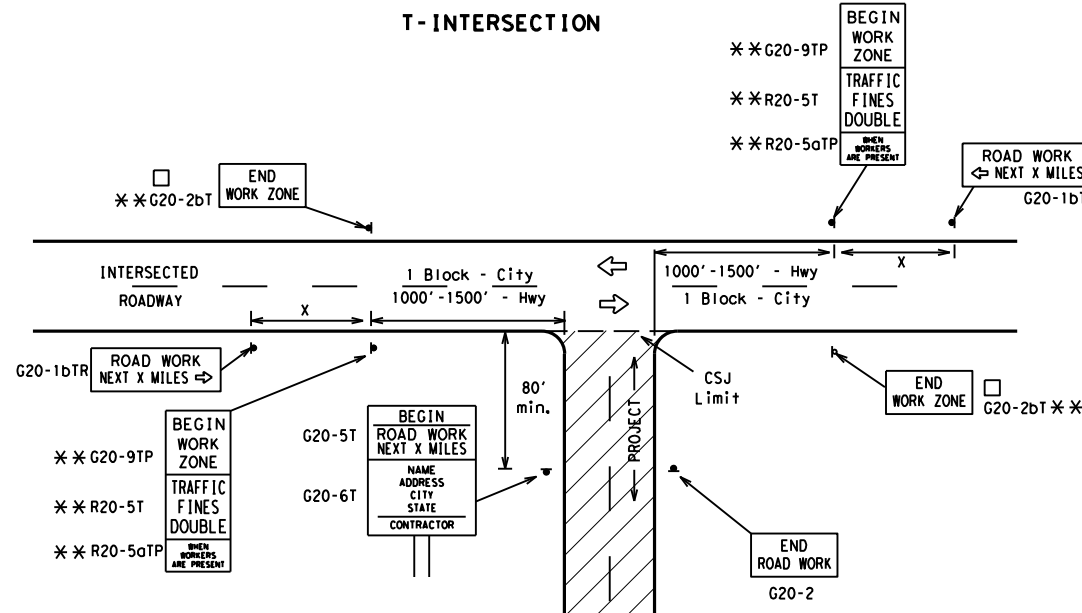 T-INTERSECTION
BEGIN
WORK
ZONE
**G20-9TP
TRAFFIC
FINES
DOUBLE
**R20-5T
WHEN
WORKERS
ARE PRESENT
**R20-5aTP
ROAD WORK
⇦ NEXT X MILES
G20-1bT
END
WORK ZONE
□
**G20-2bT
INTERSECTED
ROADWAY
1 Block - City
1000'-1500' - Hwy
X
⇦
⇨
1000'-1500' - Hwy
1 Block - City
X
G20-1bTR
ROAD WORK
NEXT X MILES ⇨
80'
min.
CSJ
Limit
END
WORK ZONE
□
G20-2bT **
BEGIN
WORK
ZONE
**G20-9TP
TRAFFIC
FINES
DOUBLE
**R20-5T
WHEN
WORKERS
ARE PRESENT
**R20-5aTP
G20-5T
BEGIN
ROAD WORK
NEXT X MILES
G20-6T
NAME
ADDRESS
CITY
STATE
CONTRACTOR
PROJECT
END
ROAD WORK
G20-2